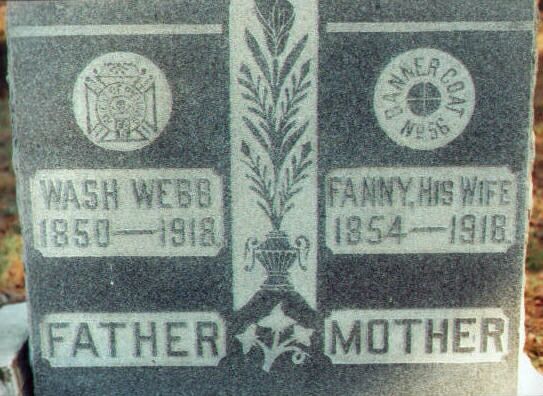 BANNER COAT
No 56
WASH WEBB
1850—1918
FANNY, HIS WIFE
1854—1918
FATHER
MOTHER